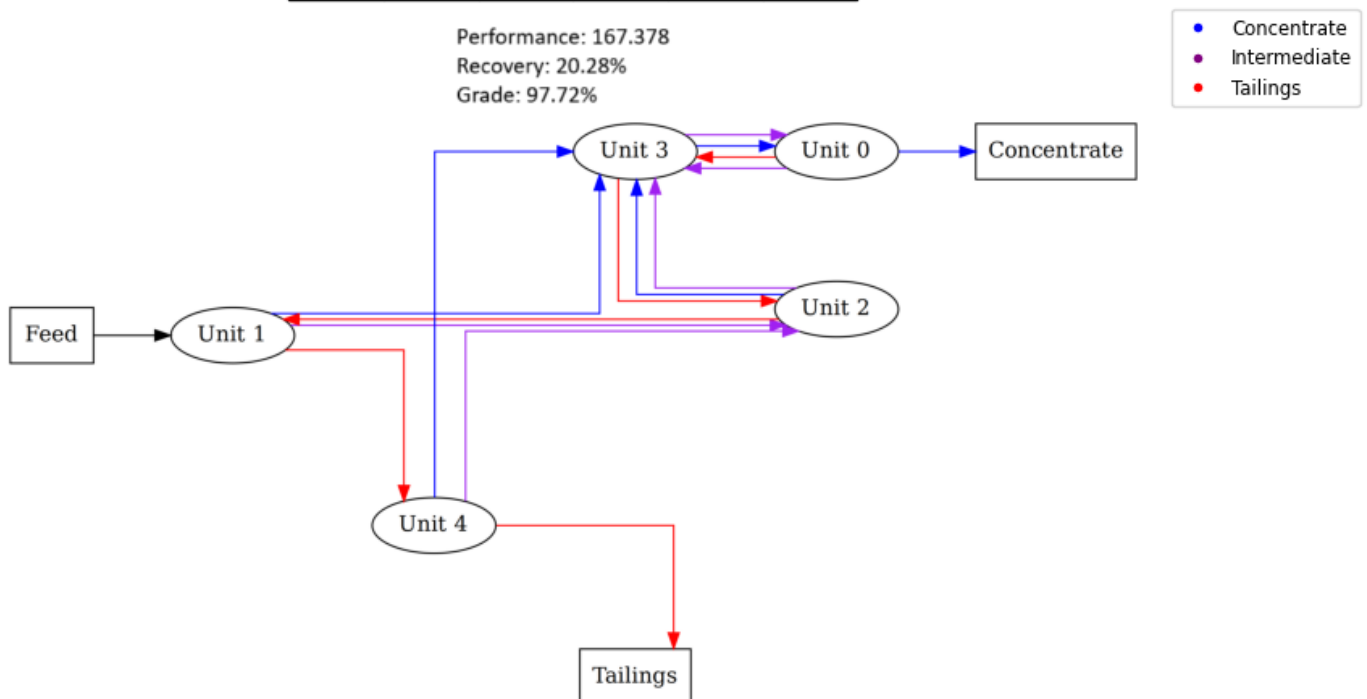 Performance: 167.378
Recovery: 20.28%
Grade: 97.72%
Concentrate
Intermediate
Tailings
Unit 3
Unit 0
Concentrate
Feed
Unit 1
Unit 2
Unit 4
Tailings